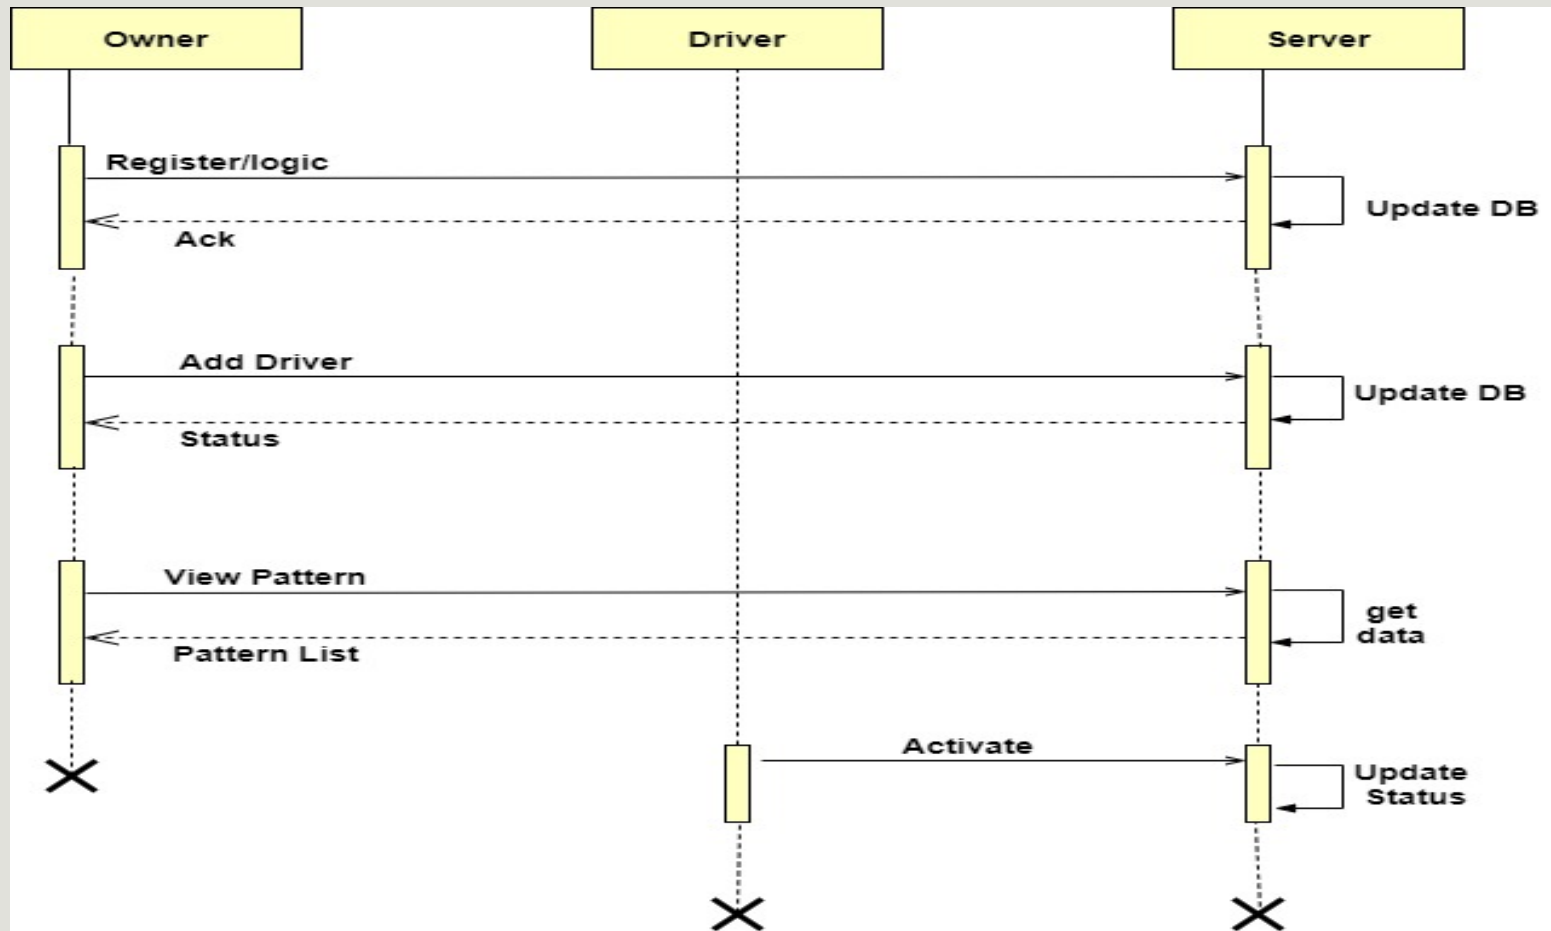 Owner
Driver
Server
Register/logic
Update DB
Ack
Add Driver
Update DB
Status
View Pattern
get
data
Pattern List
Activate
Update
Status